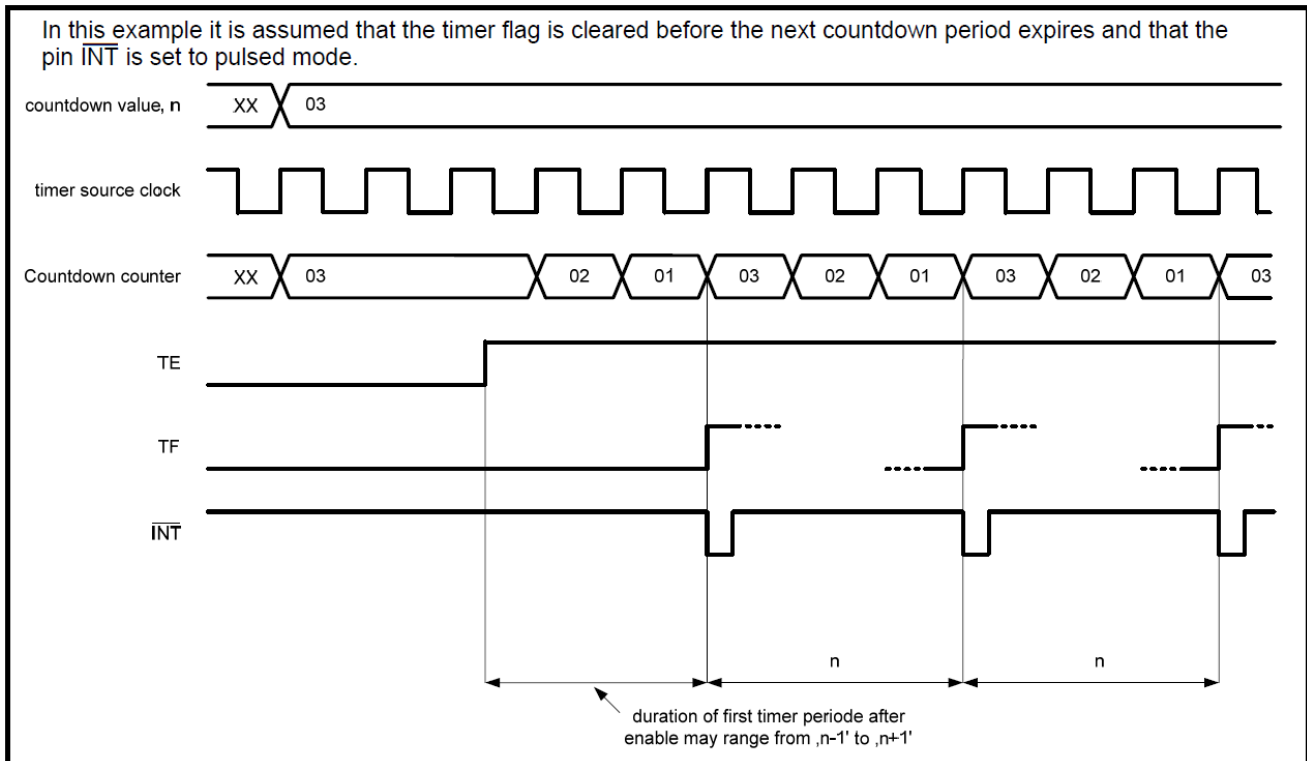 In this example it is assumed that the timer flag is cleared before the next countdown period expires and that the
pin INT is set to pulsed mode.
countdown value, n XX 03
timer source clock
Countdown counter XX 03 02 01 03 02 01 03 02 01 03
TE
TF
INT
n n
duration of first timer periode after
enable may range from ‚n-1' to ‚n+1'